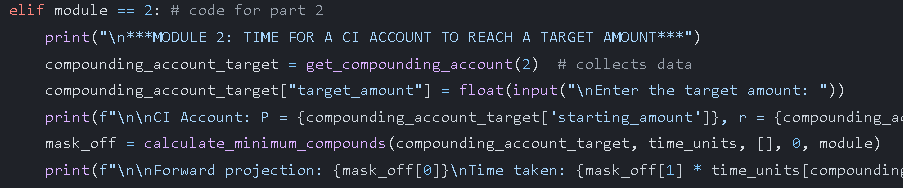 elif module == 2: # code for part 2
print("\n***MODULE 2: TIME FOR A CI ACCOUNT TO REACH A TARGET AMOUNT***")
compounding_account_target = get_compounding_account(2)  # collects data
compounding_account_target["target_amount"] = float(input("\nEnter the target amount: "))
print(f"\n\nCI Account: P = {compounding_account_target['starting_amount']}, r = {compounding_a
mask_off = calculate_minimum_compounds(compounding_account_target, time_units, [], 0, module)
print(f"\n\nForward projection: {mask_off[0]}\nTime taken: {mask_off[1] * time_units[compounding